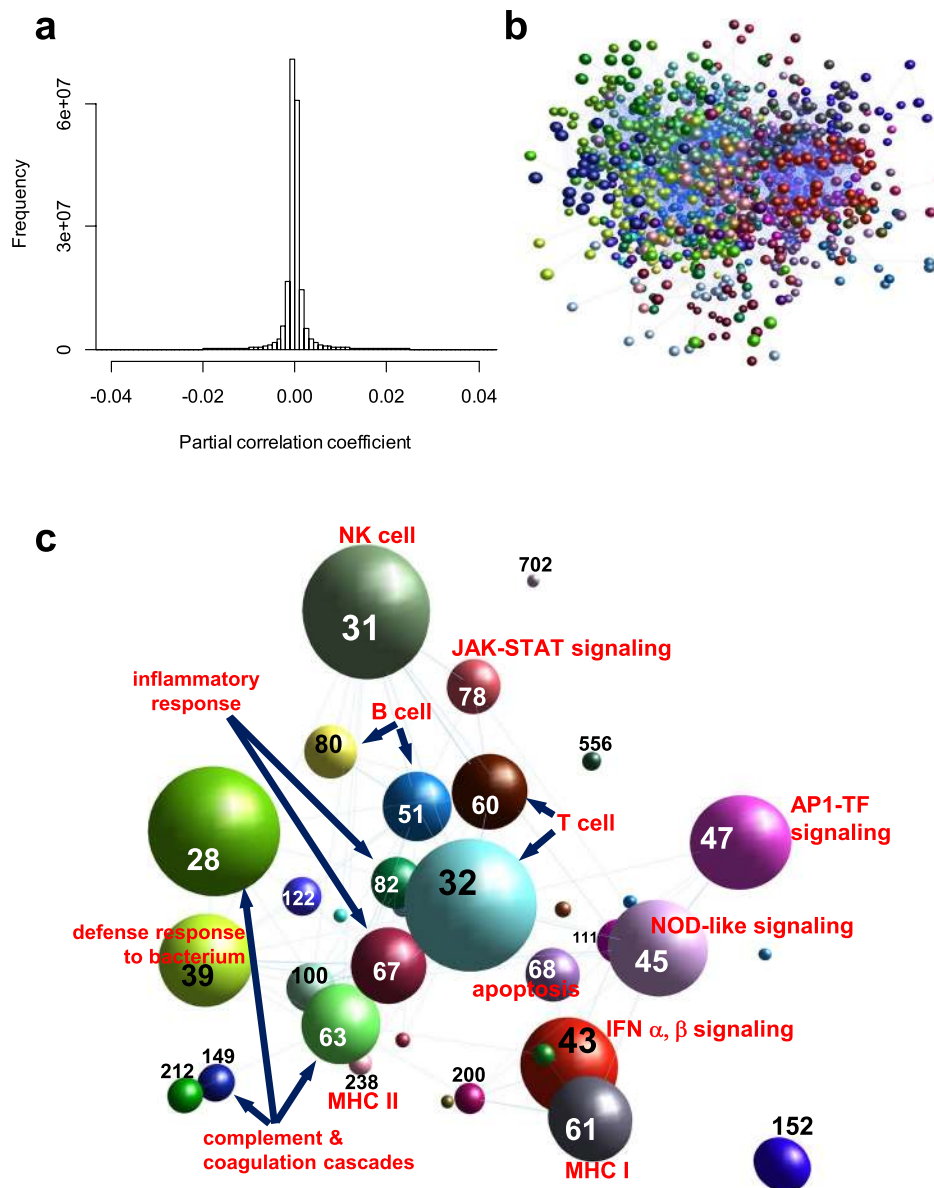 a
b
Frequency
6e+07
3e+07
0
-0.04
-0.02
0.00
0.02
0.04
Partial correlation coefficient
c
NK cell
702
31
JAK-STAT signaling
inflammatory
response
78
B cell
80
556
51
60
T cell
AP1-TF
signaling
47
28
82
32
122
defense response
to bacterium
39
111
NOD-like signaling
45
67
100
68
apoptosis
63
43
IFN α, β signaling
212
149
238
MHC II
200
61
MHC I
152
complement &
coagulation cascades